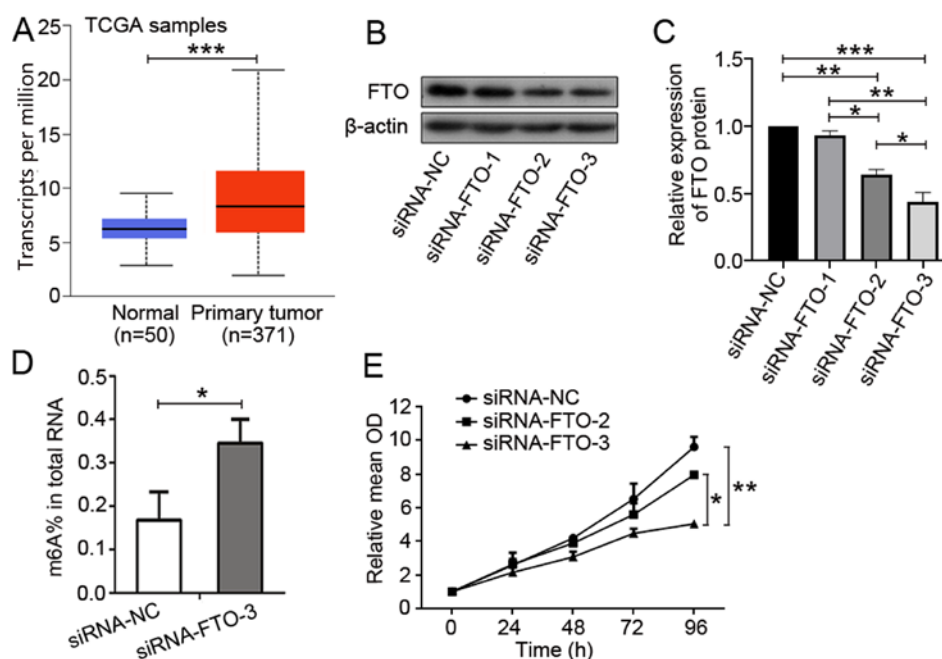 A
TCGA samples
***
Transcripts per million
25
20
15
10
5
0
Normal
(n=50)
Primary tumor
(n=371)
B
FTO
β-actin
siRNA-NC
siRNA-FTO-1
siRNA-FTO-2
siRNA-FTO-3
C
***
**
**
*
*
Relative expression
of FTO protein
1.5
1.0
0.5
0.0
siRNA-NC
siRNA-FTO-1
siRNA-FTO-2
siRNA-FTO-3
D
*
m6A% in total RNA
0.5
0.4
0.3
0.2
0.1
0.0
siRNA-NC
siRNA-FTO-3
E
siRNA-NC
siRNA-FTO-2
siRNA-FTO-3
Relative mean OD
12
10
8
6
4
2
0
*
**
0 24 48 72 96
Time (h)